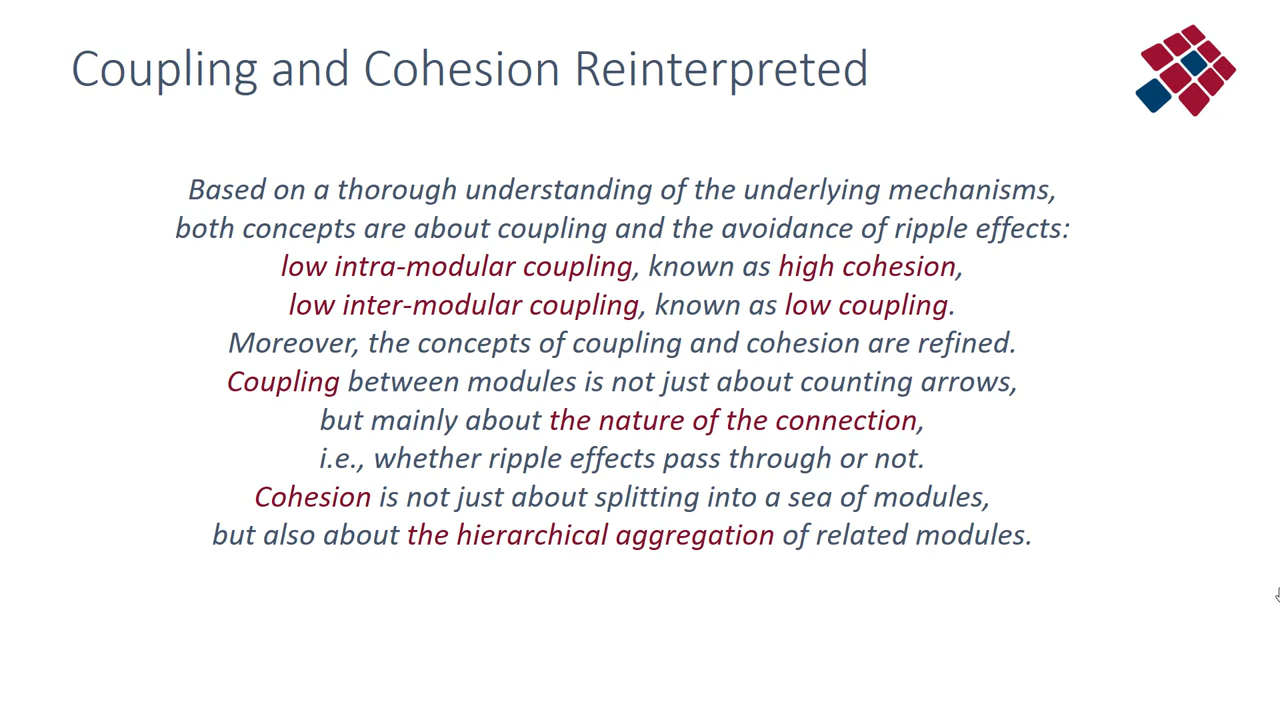 Coupling and Cohesion Reinterpreted
Based on a thorough understanding of the underlying mechanisms,
both concepts are about coupling and the avoidance of ripple effects:
low intra-modular coupling, known as high cohesion,
low inter-modular coupling, known as low coupling.
Moreover, the concepts of coupling and cohesion are refined.
Coupling between modules is not just about counting arrows,
but mainly about the nature of the connection,
i.e., whether ripple effects pass through or not.
Cohesion is not just about splitting into a sea of modules,
but also about the hierarchical aggregation of related modules.